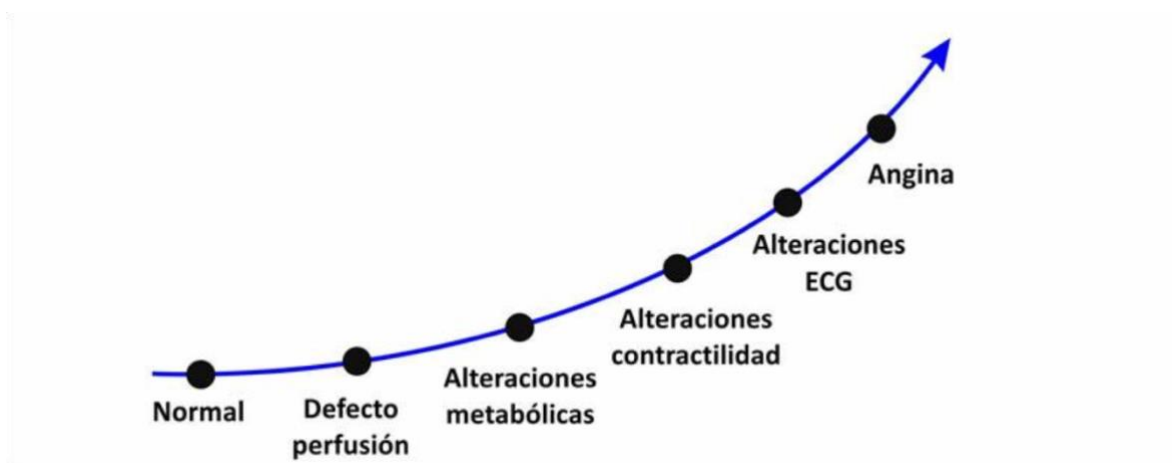 Normal
Defecto
perfusión
Alteraciones
metabólicas
Alteraciones
contractilidad
Alteraciones
ECG
Angina